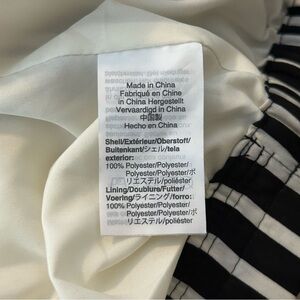 Made in China
Fabriqué en Chine
in China Hergestellt
Vervaardigd in China
中国製
Hecho en China
Shell/Extérieur/Oberstoff/
Buitenkant/シェル/tela
exterior:
100% Polyester/Polyester/
Polyester/Polyester/ポ
リエステル/poliéster
Lining/Doublure/Futter/
Voering/ライニング/forro:
100% Polyester/Polyester/
Polyester/Polyester/ポ
リエステル/poliéster